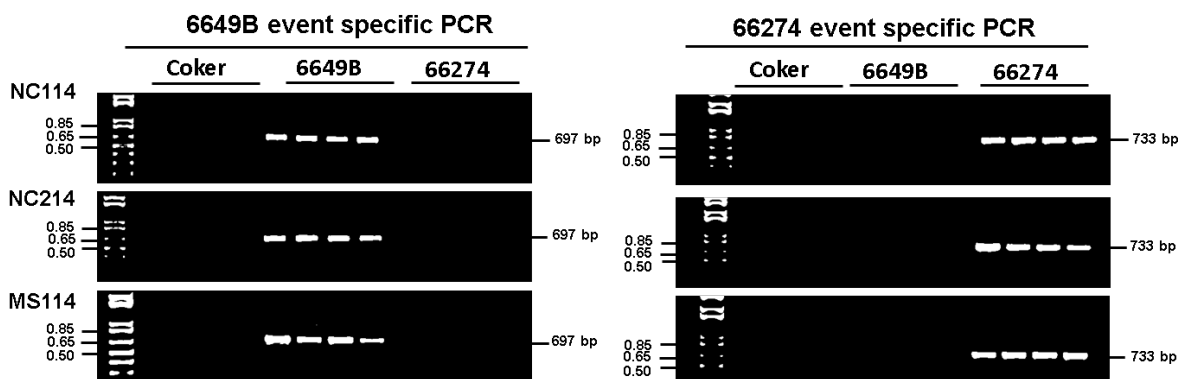 6649B event specific PCR
Coker 6649B 66274
NC114
0.85
0.65
0.50
697 bp
NC214
0.85
0.65
0.50
697 bp
MS114
0.85
0.65
0.50
697 bp
66274 event specific PCR
Coker 6649B 66274
0.85
0.65
0.50
733 bp
0.85
0.65
0.50
733 bp
0.85
0.65
0.50
733 bp